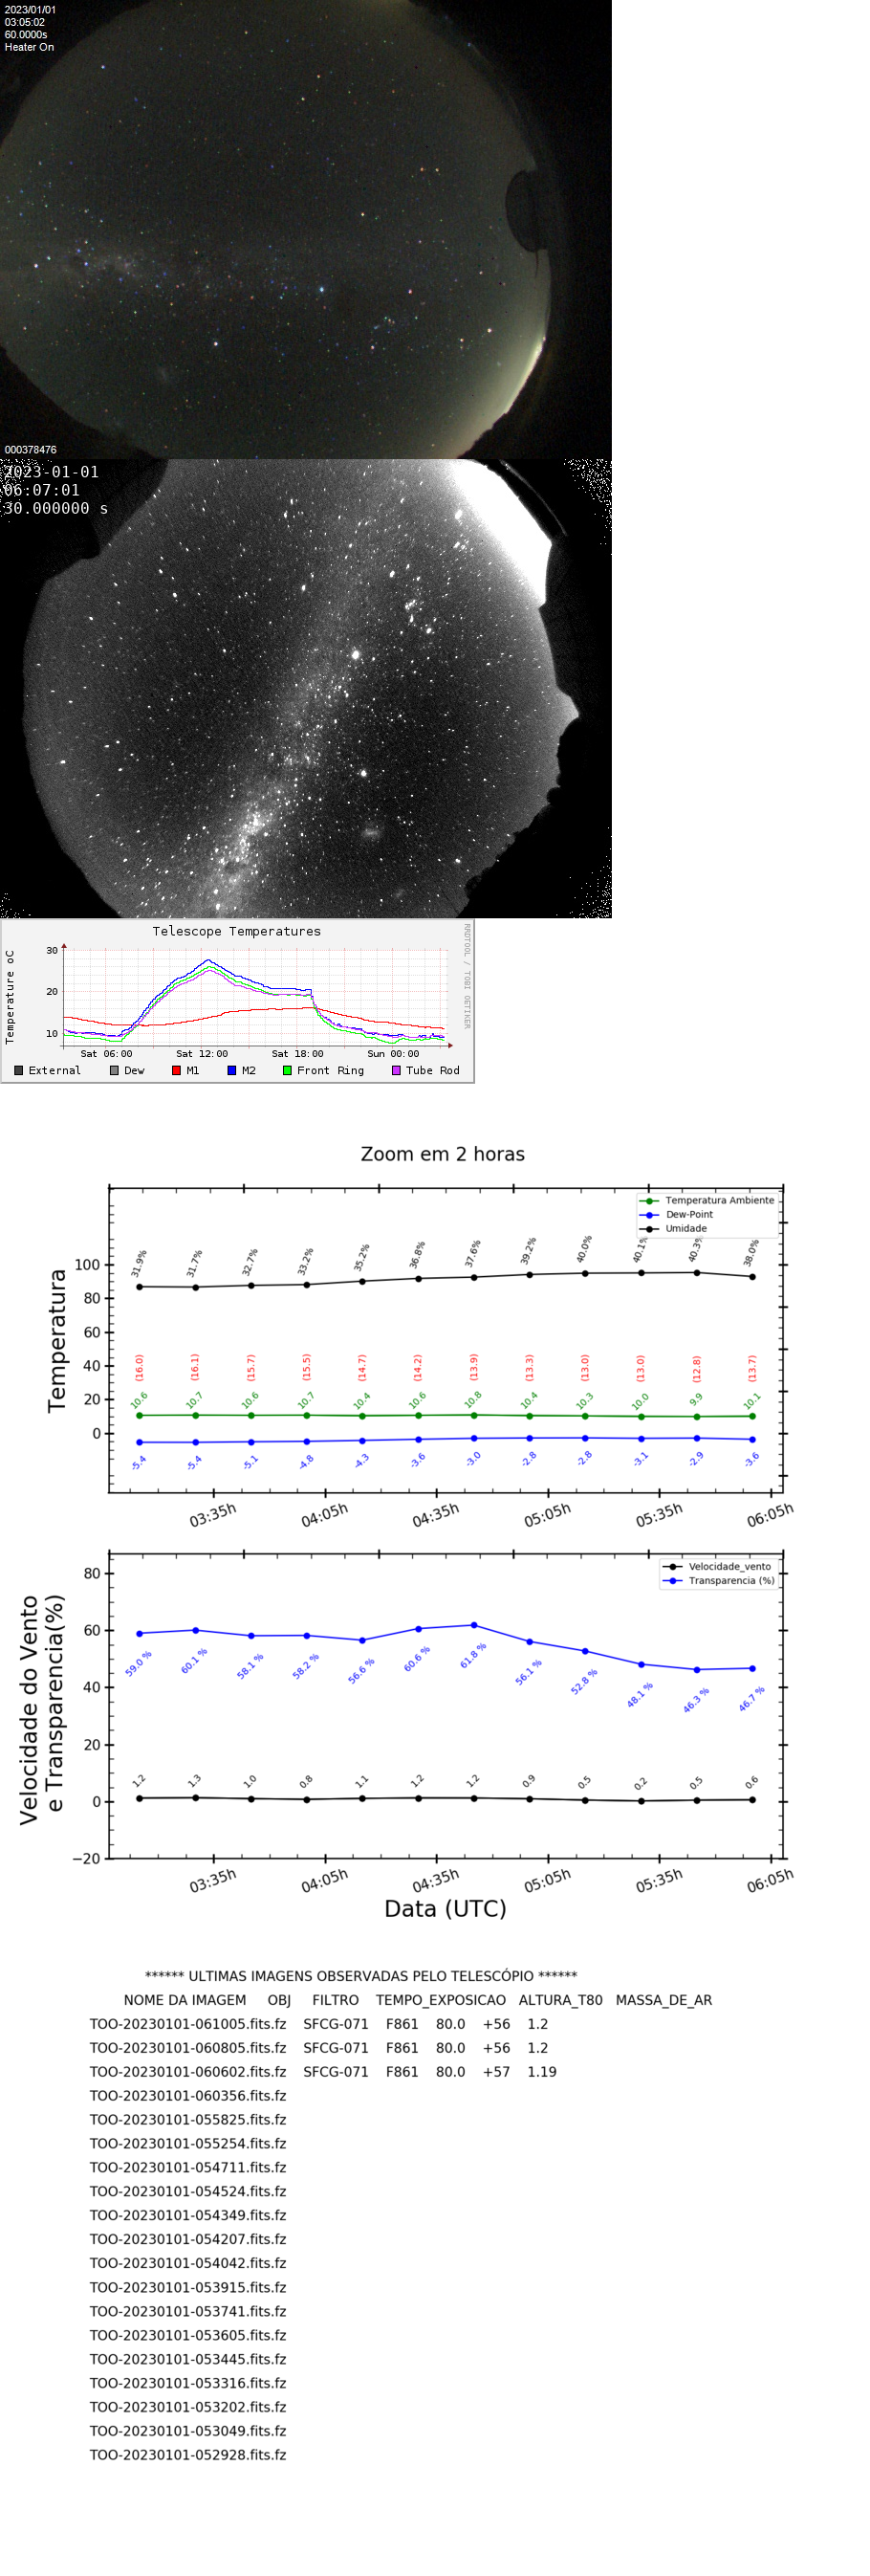 2023/01/01
03:05:02
60.0000s
Heater On
000378476
2023-01-01
06:07:01
30.000000 s
Telescope Temperatures
RRDTOOL / TOBI OETIKER
Temperature oC
30
20
10
Sat 06:00 Sat 12:00 Sat 18:00 Sun 00:00
External Dew M1 M2 Front Ring Tube Rod
Zoom em 2 horas
Temperatura Ambiente
Dew-Point
Umidade
Temperatura
100
80
60
40
20
0
31.9% 31.7% 32.7% 33.2% 35.2% 36.8% 37.6% 39.2% 40.0% 40.1% 40.3% 38.0%
(16.0) (16.1) (15.7) (15.5) (14.7) (14.2) (13.9) (13.3) (13.0) (13.0) (12.8) (13.7)
10.6 10.7 10.6 10.7 10.4 10.6 10.8 10.4 10.3 10.0 9.9 10.1
-5.4 -5.4 -5.1 -4.8 -4.3 -3.6 -3.0 -2.8 -2.8 -3.1 -2.9 -3.6
03:35h 04:05h 04:35h 05:05h 05:35h 06:05h
Velocidade_vento
Transparencia (%)
Velocidade do Vento
e Transparencia(%)
80
60
40
20
0
−20
59.0 % 60.1 % 58.1 % 58.2 % 56.6 % 60.6 % 61.8 % 56.1 % 52.8 % 48.1 % 46.3 % 46.7 %
1.2 1.3 1.0 0.8 1.1 1.2 1.2 0.9 0.5 0.2 0.5 0.6
03:35h 04:05h 04:35h 05:05h 05:35h 06:05h
Data (UTC)
****** ULTIMAS IMAGENS OBSERVADAS PELO TELESCÓPIO ******
NOME DA IMAGEM OBJ FILTRO TEMPO_EXPOSICAO ALTURA_T80 MASSA_DE_AR
TOO-20230101-061005.fits.fz SFCG-071 F861 80.0 +56 1.2
TOO-20230101-060805.fits.fz SFCG-071 F861 80.0 +56 1.2
TOO-20230101-060602.fits.fz SFCG-071 F861 80.0 +57 1.19
TOO-20230101-060356.fits.fz
TOO-20230101-055825.fits.fz
TOO-20230101-055254.fits.fz
TOO-20230101-054711.fits.fz
TOO-20230101-054524.fits.fz
TOO-20230101-054349.fits.fz
TOO-20230101-054207.fits.fz
TOO-20230101-054042.fits.fz
TOO-20230101-053915.fits.fz
TOO-20230101-053741.fits.fz
TOO-20230101-053605.fits.fz
TOO-20230101-053445.fits.fz
TOO-20230101-053316.fits.fz
TOO-20230101-053202.fits.fz
TOO-20230101-053049.fits.fz
TOO-20230101-052928.fits.fz